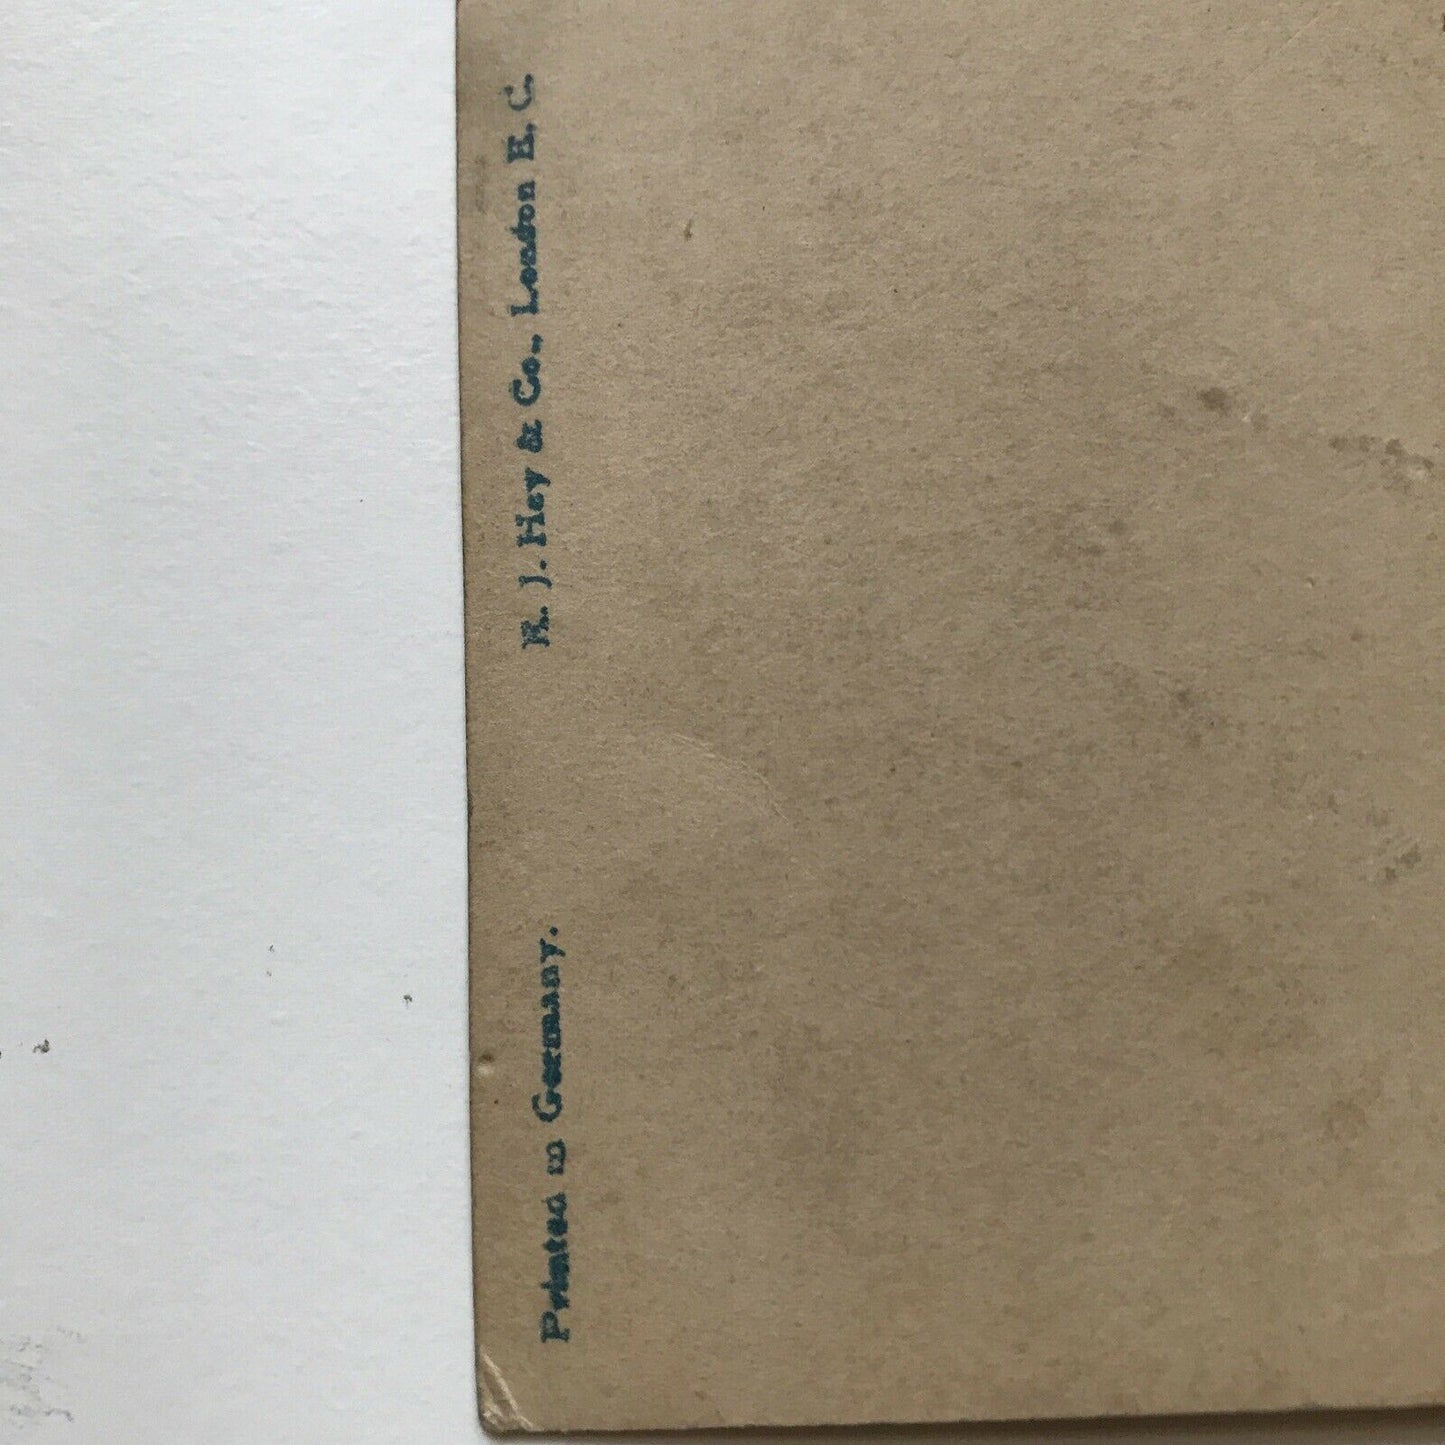 Printed in Germany.
R. J. Hey & Co., London E. C.